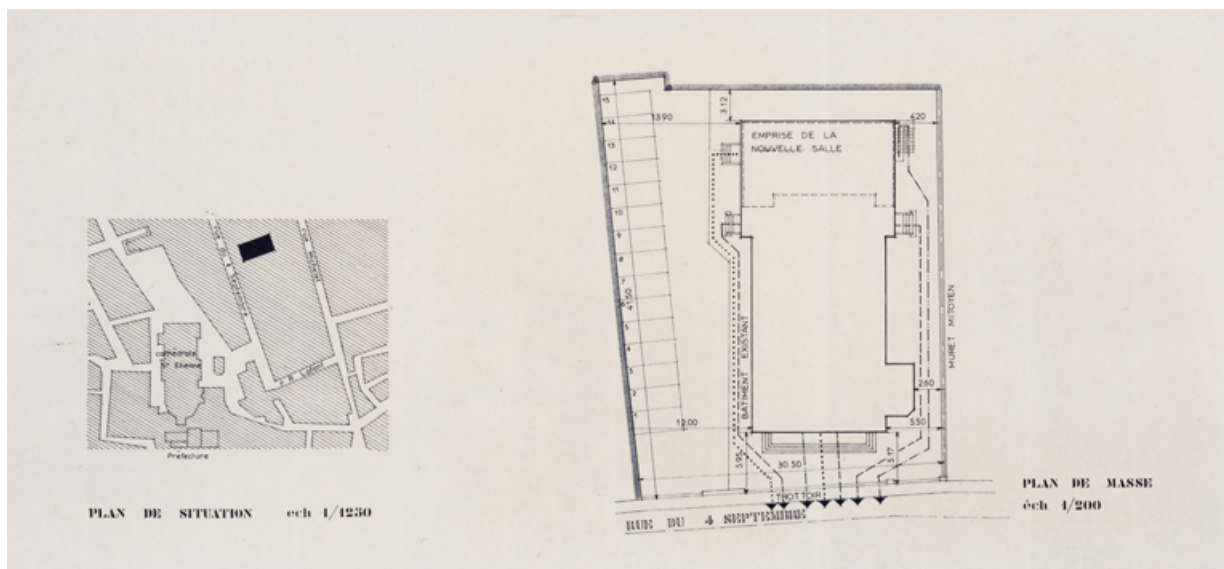 cathédrale
St Etienne
Préfecture
PLAN DE SITUATION ech 1/1250
15
14
13
12
11
10
9
8
7
6
5
4
3
2
1
13.90
3.12
4.20
EMPRISE DE LA
NOUVELLE SALLE
41.50
BATIMENT EXISTANT
MURET MITOYEN
2.60
12.00
5.50
5.95
30.50
5.17
TROTTOIR
RUE DU 4 SEPTEMBRE
PLAN DE MASSE
éch 1/200